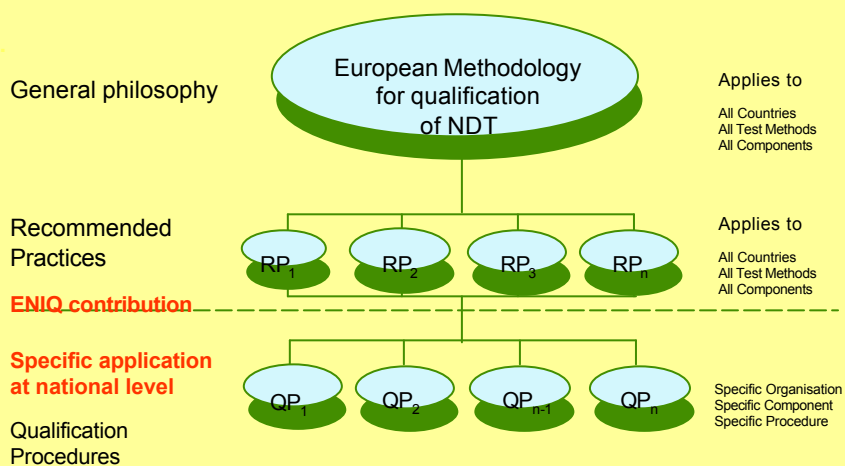 General philosophy
European Methodology
for qualification
of NDT
Applies to
All Countries
All Test Methods
All Components
Recommended
Practices
RP1
RP2
RP3
RPn
Applies to
All Countries
All Test Methods
All Components
ENIQ contribution
Specific application
at national level
QP1
QP2
QPn-1
QPn
Specific Organisation
Specific Component
Specific Procedure
Qualification
Procedures